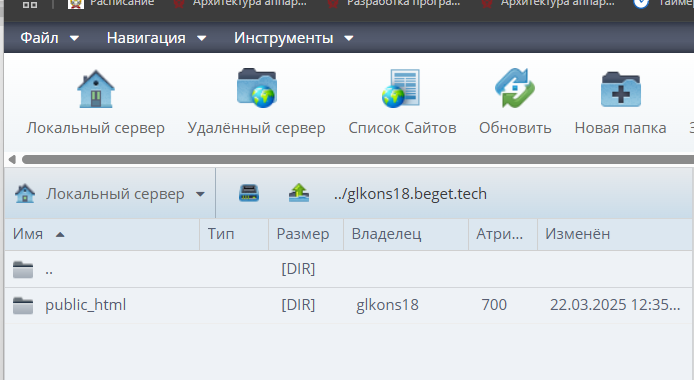 Расписание Архитектура аппар... Разработка програ... Архитектура аппар... Таймер
Файл Навигация Инструменты
Локальный сервер Удалённый сервер Список Сайтов Обновить Новая папка
Локальный сервер ../glkons18.beget.tech
Имя Тип Размер Владелец Атри... Изменён
.. [DIR]
public_html [DIR] glkons18 700 22.03.2025 12:35...